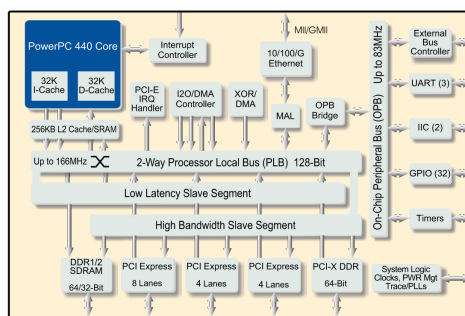 MII/GMII
PowerPC 440 Core
32K
I-Cache
32K
D-Cache
256KB L2 Cache/SRAM
Interrupt
Controller
10/100/G
Ethernet
PCI-E
IRQ
Handler
I2O/DMA
Controller
XOR/
DMA
MAL
OPB
Bridge
On-Chip Peripheral Bus (OPB) Up to 83MHz
External
Bus
Controller
UART (3)
IIC (2)
GPIO (32)
Timers
Up to 166MHz
2-Way Processor Local Bus (PLB) 128-Bit
Low Latency Slave Segment
High Bandwidth Slave Segment
DDR1/2
SDRAM
64/32-Bit
PCI Express
8 Lanes
PCI Express
4 Lanes
PCI Express
4 Lanes
PCI-X DDR
64-Bit
System Logic
Clocks, PWR Mgt
Trace/PLLs